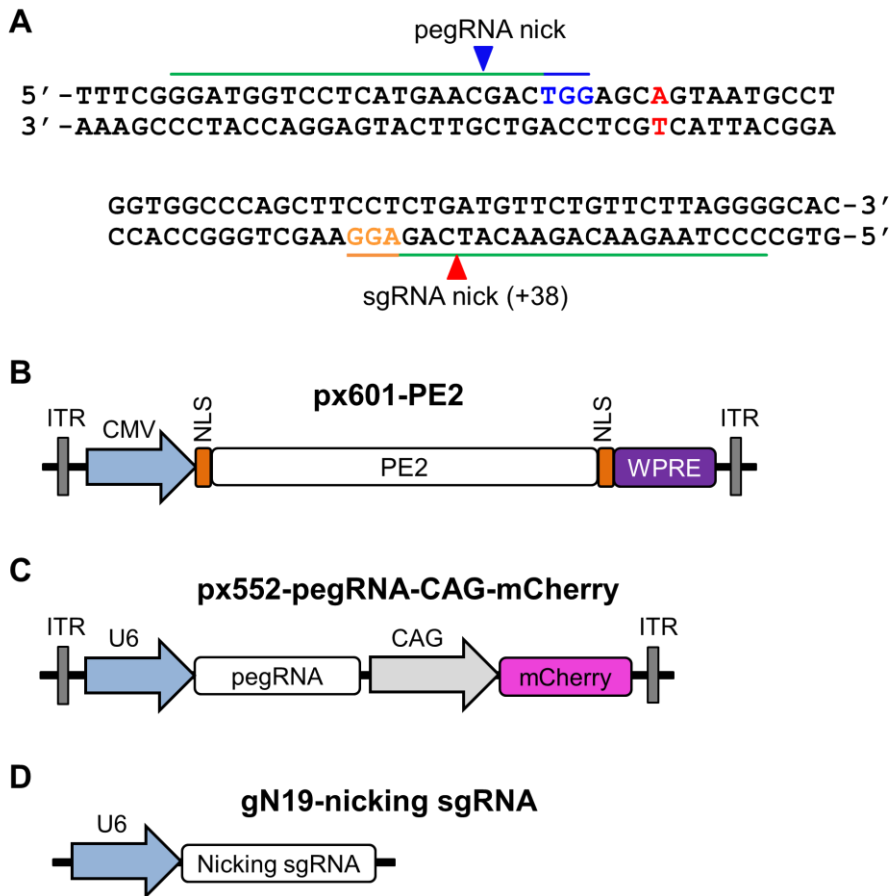 A
pegRNA nick
5’-TTTCGGGATGGTCCTCATGAACGACTGGAGCAGTAATGCCT
3’-AAAGCCCTACCAGGAGTACTTGCTGACCTCGTCATTACGGA
GGTGGCCCAGCTTCCTCTGATGTTCTGTTCTTAGGGGCAC-3’
CCACCGGGTCGAAGGAGACTACAAGACAAGAATCCCCGTG-5’
sgRNA nick (+38)
B
px601-PE2
ITR
CMV
NLS
PE2
NLS
WPRE
ITR
C
px552-pegRNA-CAG-mCherry
ITR
U6
pegRNA
CAG
mCherry
ITR
D
gN19-nicking sgRNA
U6
Nicking sgRNA